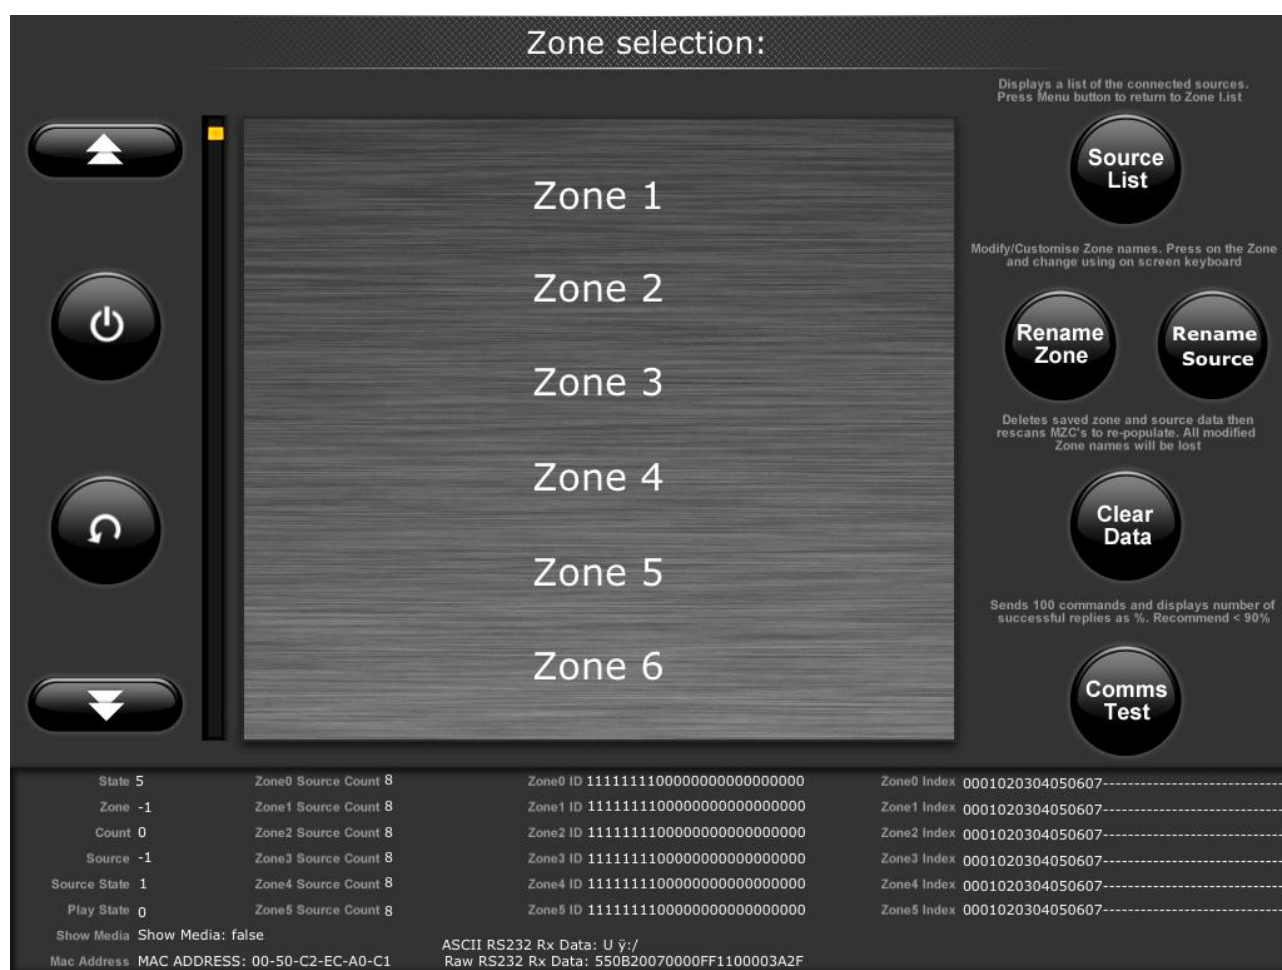 Zone selection:
Displays a list of the connected sources.
Press Menu button to return to Zone List
Source
List
Zone 1
Zone 2
Modify/Customise Zone names. Press on the Zone
and change using on screen keyboard
Rename
Zone
Rename
Source
Zone 3
Deletes saved zone and source data then
rescans MZC's to re-populate. All modified
Zone names will be lost
Zone 4
Clear
Data
Zone 5
Sends 100 commands and displays number of
successful replies as %. Recommend < 90%
Zone 6
Comms
Test
State 5 Zone0 Source Count 8 Zone0 ID 111111110000000000000000 Zone0 Index 0001020304050607--------------------------------
Zone -1 Zone1 Source Count 8 Zone1 ID 111111110000000000000000 Zone1 Index 0001020304050607--------------------------------
Count 0 Zone2 Source Count 8 Zone2 ID 111111110000000000000000 Zone2 Index 0001020304050607--------------------------------
Source -1 Zone3 Source Count 8 Zone3 ID 111111110000000000000000 Zone3 Index 0001020304050607--------------------------------
Source State 1 Zone4 Source Count 8 Zone4 ID 111111110000000000000000 Zone4 Index 0001020304050607--------------------------------
Play State 0 Zone5 Source Count 8 Zone5 ID 111111110000000000000000 Zone5 Index 0001020304050607--------------------------------
Show Media Show Media: false
ASCII RS232 Rx Data: U ÿ:/
Mac Address MAC ADDRESS: 00-50-C2-EC-A0-C1 Raw RS232 Rx Data: 550B20070000FF1100003A2F